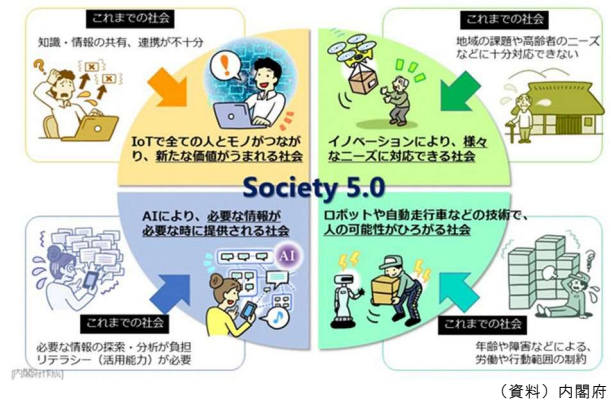 これまでの社会
知識・情報の共有、連携が不十分
IoTで全ての人とモノがつなが
り、新たな価値がうまれる社会
これまでの社会
地域の課題や高齢者のニーズ
などに十分対応できない
イノベーションにより、様々
なニーズに対応できる社会
Society 5.0
AIにより、必要な情報が
必要な時に提供される社会
AI
これまでの社会
必要な情報の探索・分析が負担
リテラシー（活用能力）が必要
ロボットや自動走行車などの技術で、
人の可能性がひろがる社会
これまでの社会
年齢や障害などによる、
労働や行動範囲の制約
（資料）内閣府